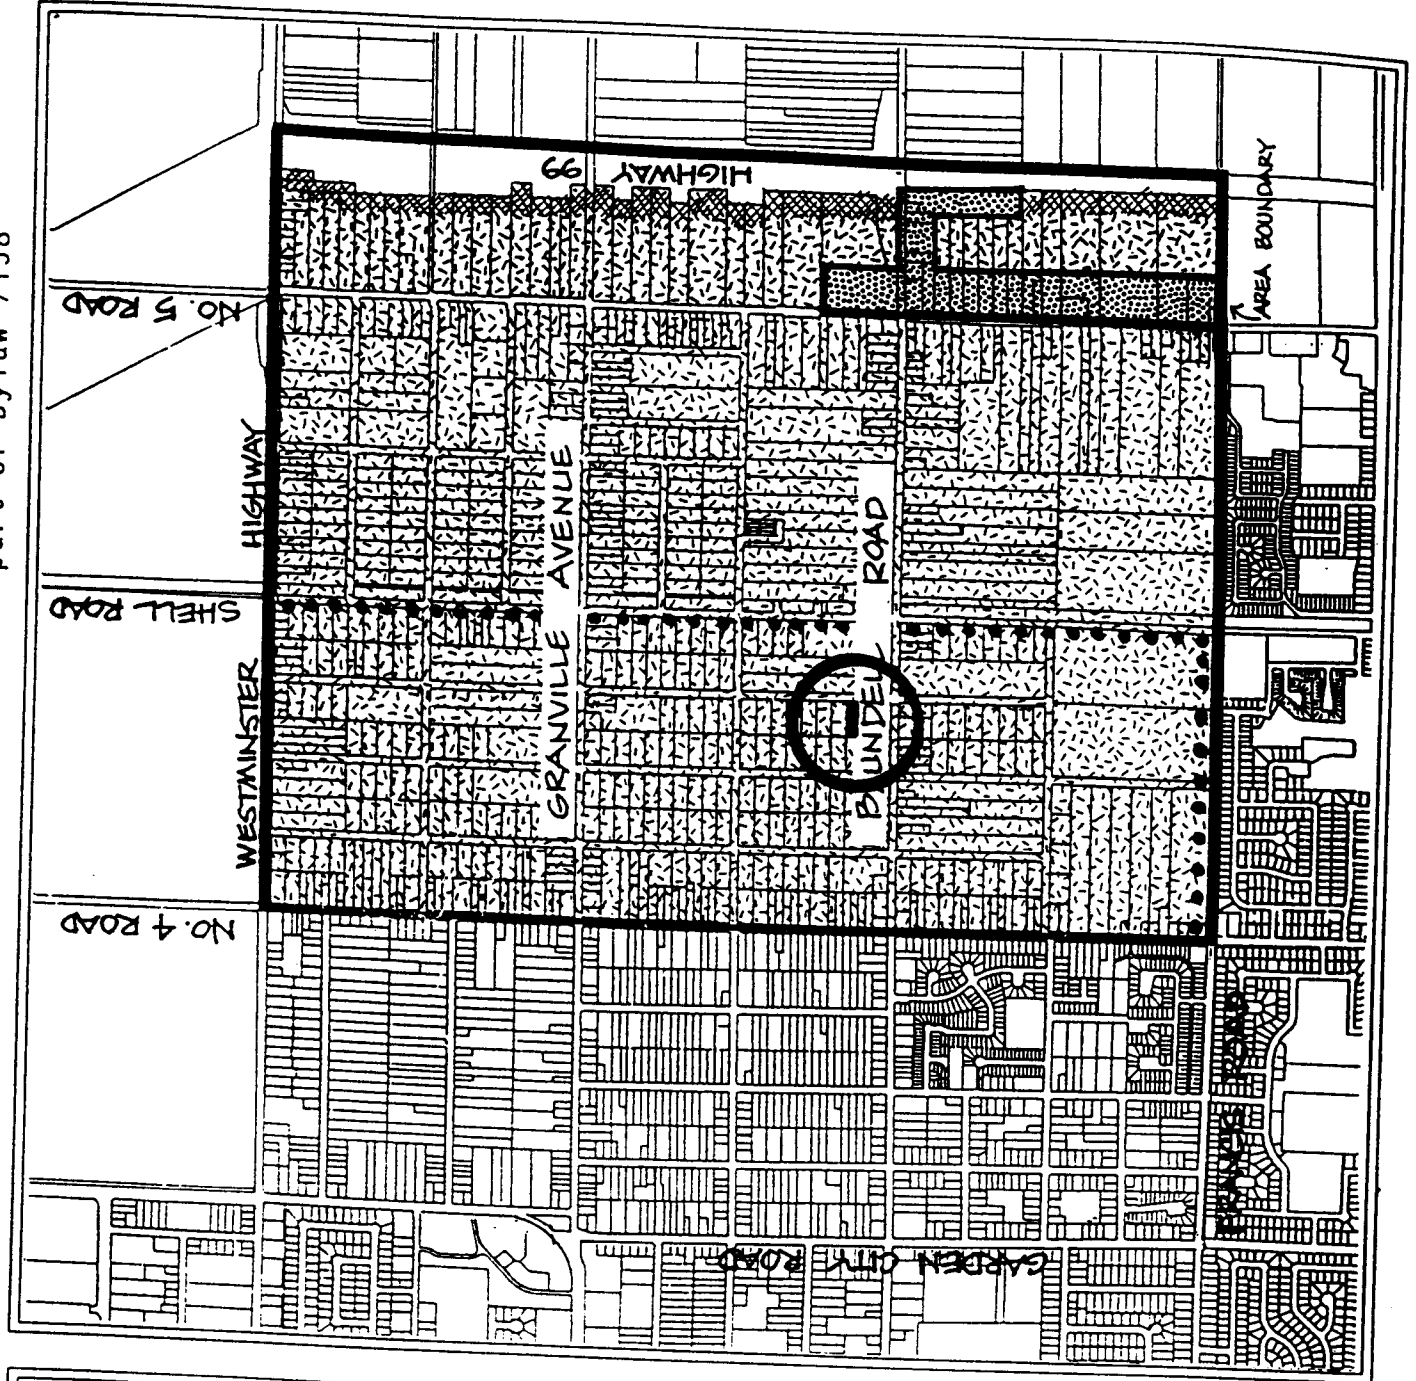 HIGHWAY 99
AREA BOUNDARY
NO. 5 ROAD
HIGHWAY
GRANVILLE AVENUE
ROAD
SHELL ROAD
WESTMINSTER
BLUNDELL
NO. 4 ROAD
FRANCIS ROAD
GARDEN CITY ROAD